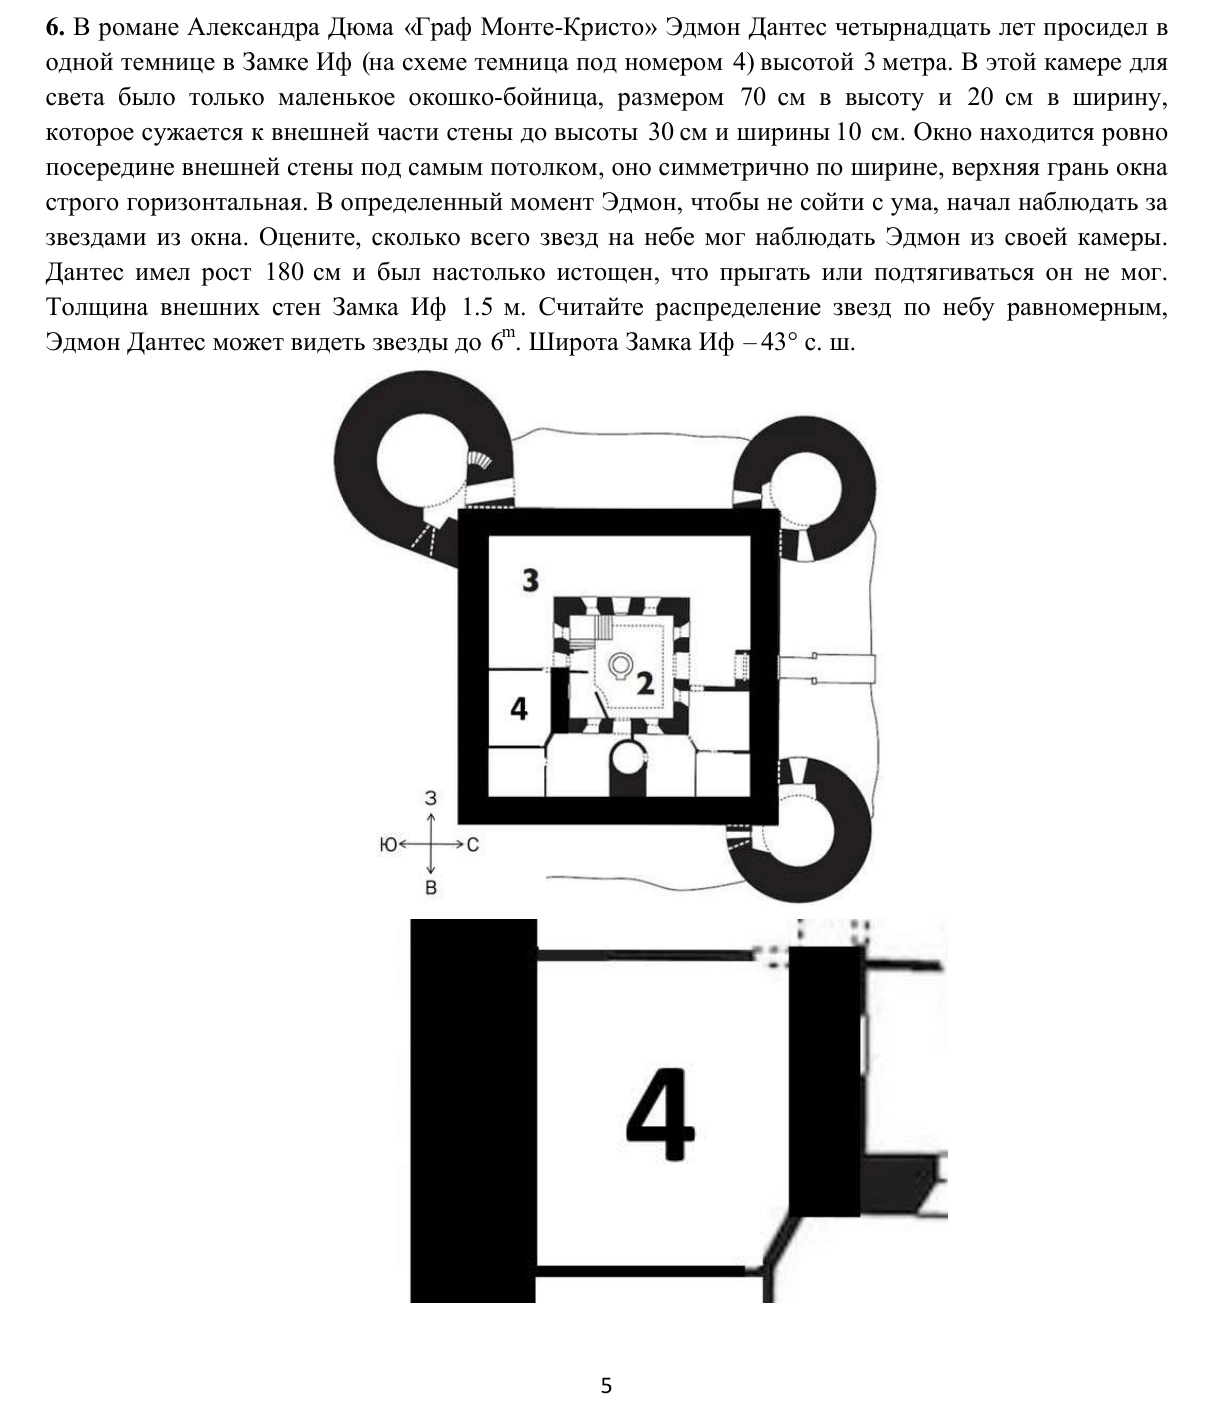 6. В романе Александра Дюма «Граф Монте-Кристо» Эдмон Дантес четырнадцать лет просидел в
одной темнице в Замке Иф (на схеме темница под номером 4) высотой 3 метра. В этой камере для
света было только маленькое окошко-бойница, размером 70 см в высоту и 20 см в ширину,
которое сужается к внешней части стены до высоты 30 см и ширины 10 см. Окно находится ровно
посередине внешней стены под самым потолком, оно симметрично по ширине, верхняя грань окна
строго горизонтальная. В определенный момент Эдмон, чтобы не сойти с ума, начал наблюдать за
звездами из окна. Оцените, сколько всего звезд на небе мог наблюдать Эдмон из своей камеры.
Дантес имел рост 180 см и был настолько истощен, что прыгать или подтягиваться он не мог.
Толщина внешних стен Замка Иф 1.5 м. Считайте распределение звезд по небу равномерным,
Эдмон Дантес может видеть звезды до 6m. Широта Замка Иф – 43° с. ш.
3
2
4
З
Ю С
В
4
5